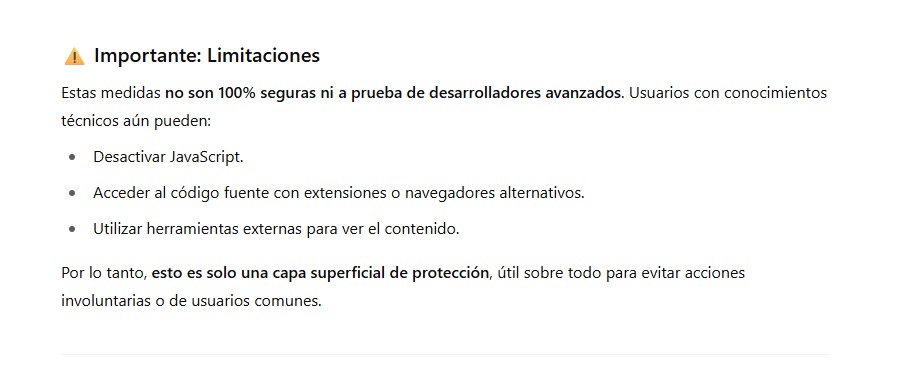 ⚠️ Importante: Limitaciones
Estas medidas no son 100% seguras ni a prueba de desarrolladores avanzados. Usuarios con conocimientos
técnicos aún pueden:
• Desactivar JavaScript.
• Acceder al código fuente con extensiones o navegadores alternativos.
• Utilizar herramientas externas para ver el contenido.
Por lo tanto, esto es solo una capa superficial de protección, útil sobre todo para evitar acciones
involuntarias o de usuarios comunes.